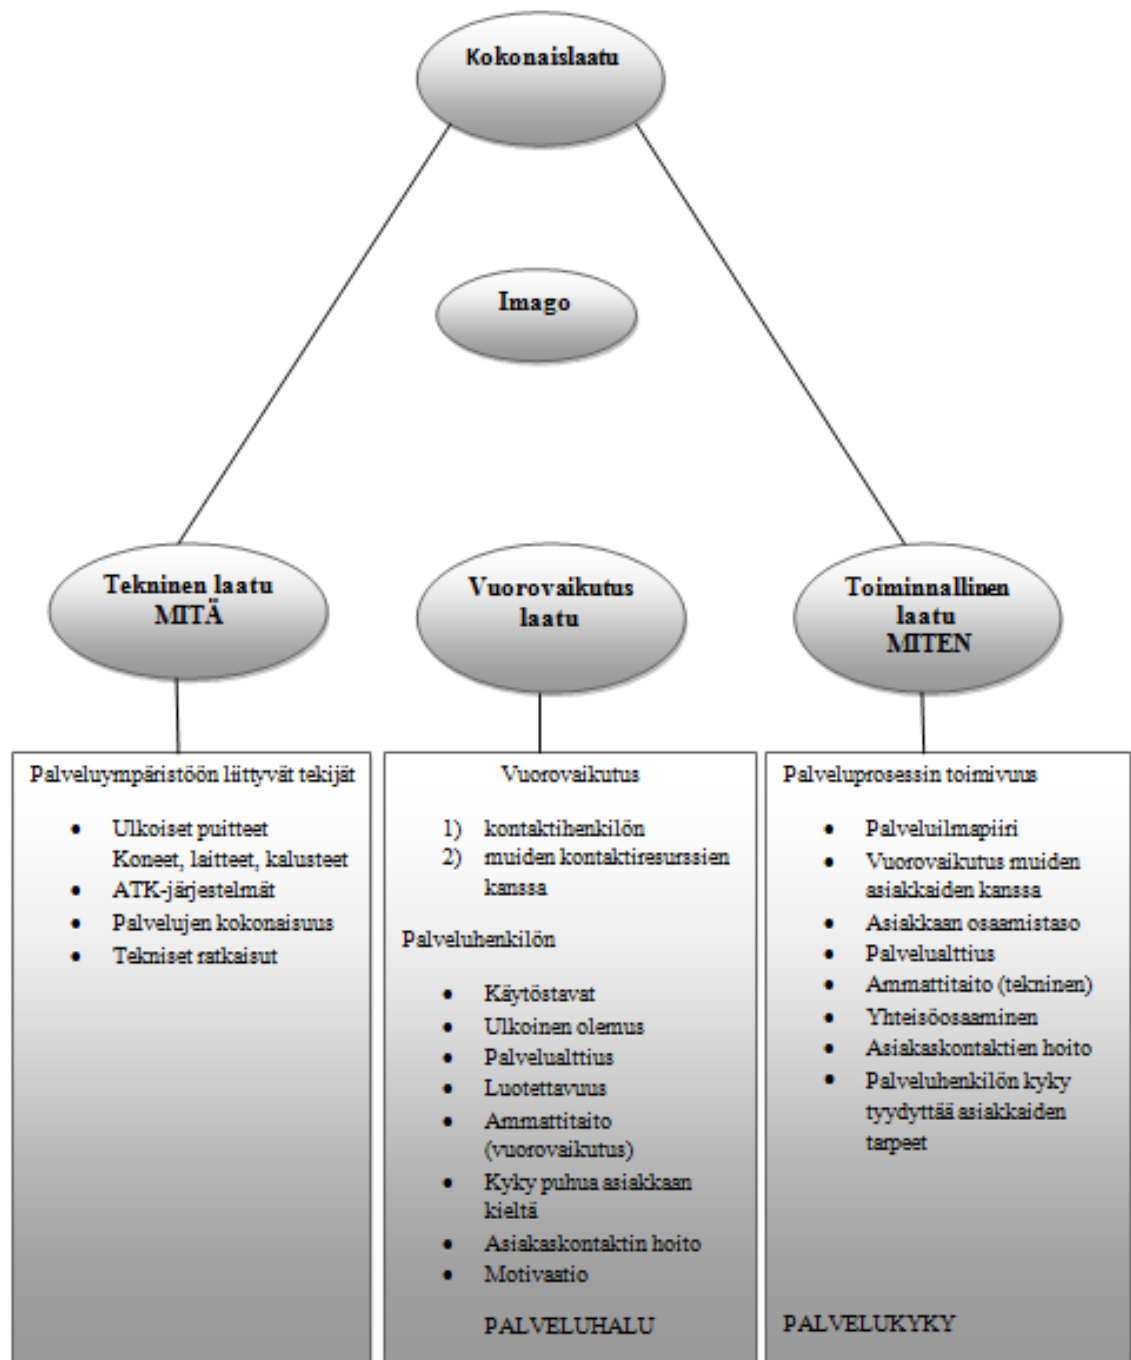 Kokonaislaatu
Imago
Tekninen laatu
MITÄ
Vuorovaikutus
laatu
Toiminnallinen
laatu
MITEN
Palveluympäristöön liittyvät tekijät
• Ulkoiset puitteet
Koneet, laitteet, kalusteet
• ATK-järjestelmät
• Palvelujen kokonaisuus
• Tekniset ratkaisut
Vuorovaikutus
1) kontaktihenkilön
2) muiden kontaktiresurssien
kanssa
Palveluhenkilön
• Käytöstavat
• Ulkoinen olemus
• Palvelualttius
• Luotettavuus
• Ammattitaito
(vuorovaikutus)
• Kyky puhua asiakkaan
kieltä
• Asiakaskontaktin hoito
• Motivaatio
PALVELUHALU
Palveluprosessin toimivuus
• Palveluilmapiiri
• Vuorovaikutus muiden
asiakkaiden kanssa
• Asiakkaan osaamistaso
• Palvelualttius
• Ammattitaito (tekninen)
• Yhteisöosaaminen
• Asiakaskontaktien hoito
• Palveluhenkilön kyky
tyydyttää asiakkaiden
tarpeet
PALVELUKYKY